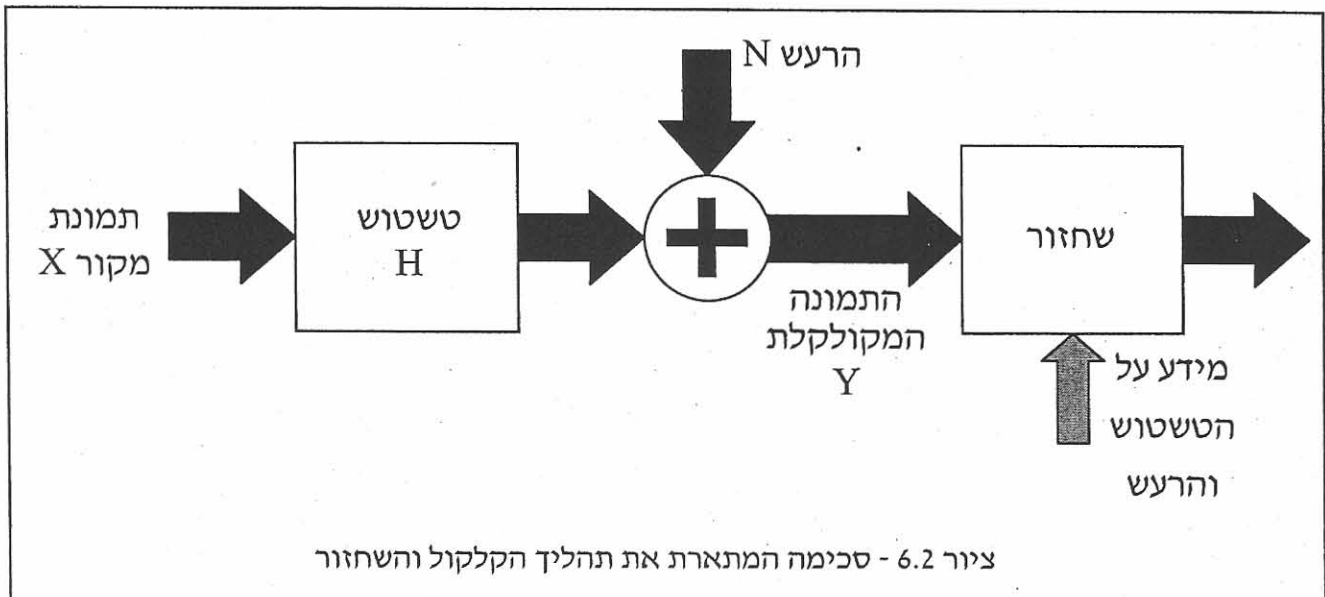 הרעש N
תמונת
מקור X
טשטוש
H
התמונה
המקולקלת
Y
שחזור
מידע על
הטשטוש
והרעש
ציור 6.2 - סכימה המתארת את תהליך הקלקול והשחזור